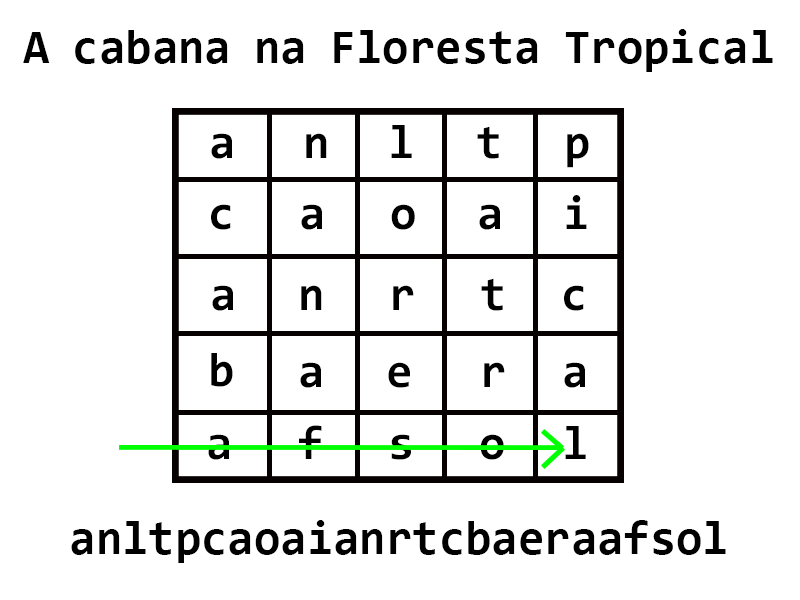 A cabana na Floresta Tropical
a n l t p
c a o a i
a n r t c
b a e r a
a f s o l
anltpcaoaianrtcbaeraafsol